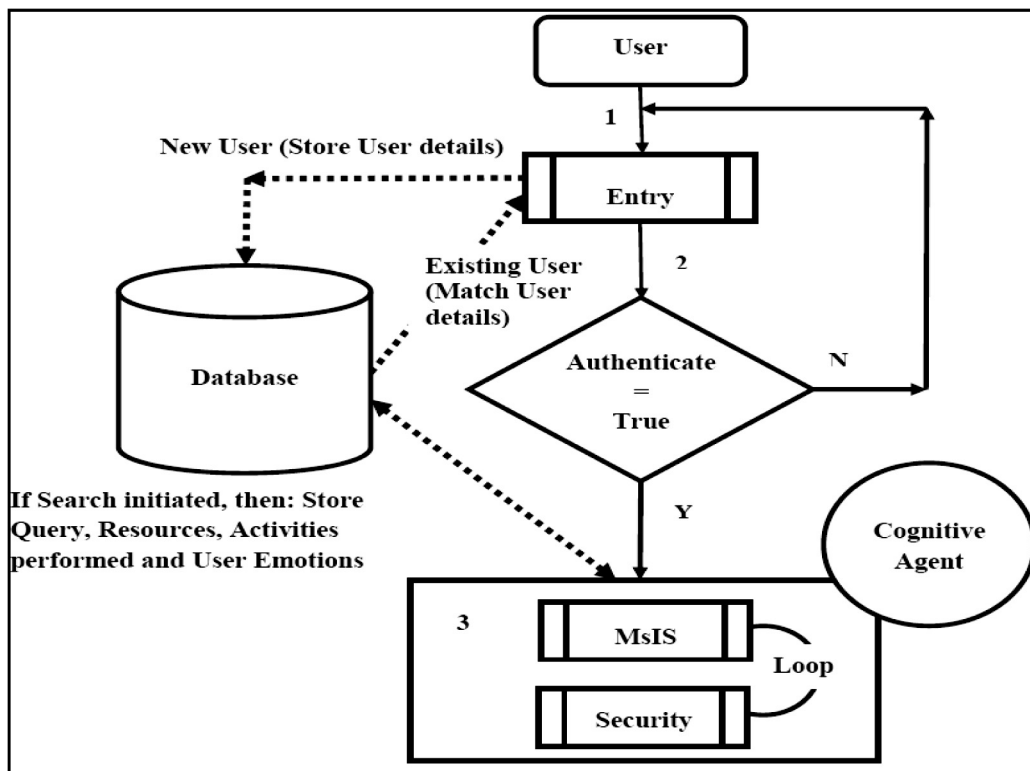 User
1
New User (Store User details)
Entry
Existing User
(Match User
details)
2
Database
Authenticate
=
True
N
If Search initiated, then: Store
Query, Resources, Activities
performed and User Emotions
Y
Cognitive
Agent
3
MsIS
Loop
Security